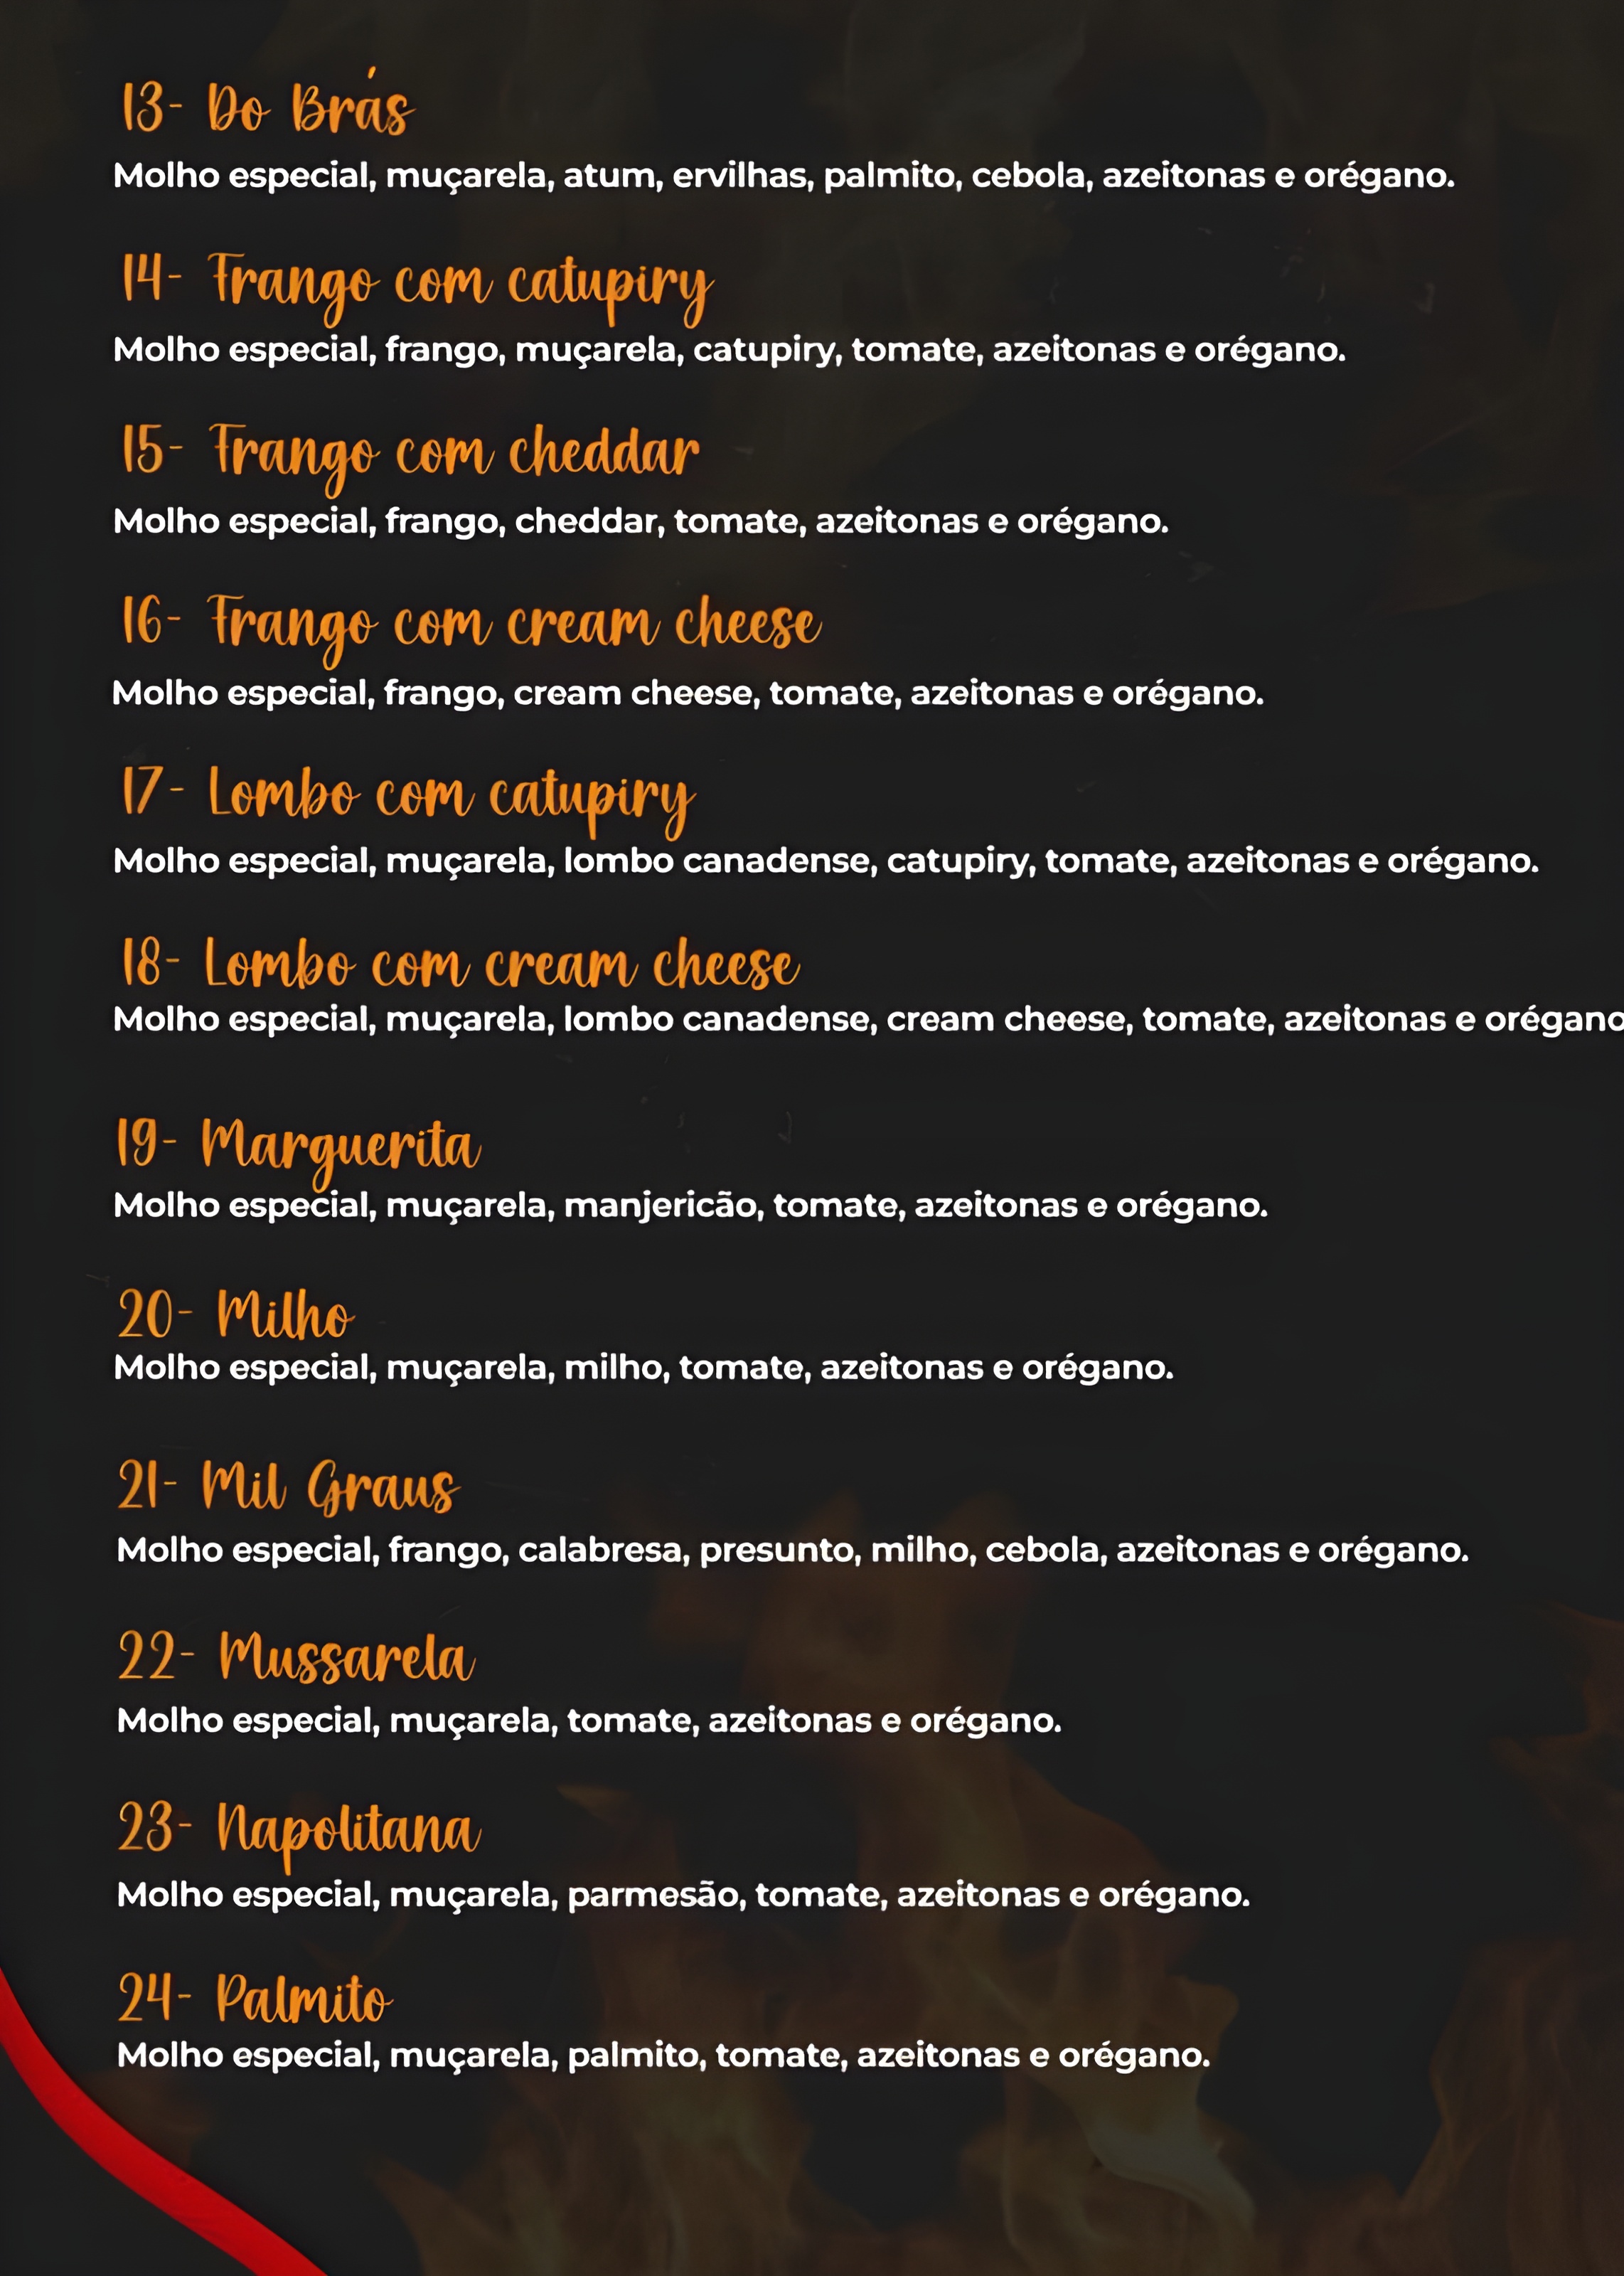 13- Do Brás
Molho especial, muçarela, atum, ervilhas, palmito, cebola, azeitonas e orégano.
14- Frango com catupiry
Molho especial, frango, muçarela, catupiry, tomate, azeitonas e orégano.
15- Frango com cheddar
Molho especial, frango, cheddar, tomate, azeitonas e orégano.
16- Frango com cream cheese
Molho especial, frango, cream cheese, tomate, azeitonas e orégano.
17- Lombo com catupiry
Molho especial, muçarela, lombo canadense, catupiry, tomate, azeitonas e orégano.
18- Lombo com cream cheese
Molho especial, muçarela, lombo canadense, cream cheese, tomate, azeitonas e orégano
19- Marguerita
Molho especial, muçarela, manjericão, tomate, azeitonas e orégano.
20- Milho
Molho especial, muçarela, milho, tomate, azeitonas e orégano.
21- Mil Graus
Molho especial, frango, calabresa, presunto, milho, cebola, azeitonas e orégano.
22- Mussarela
Molho especial, muçarela, tomate, azeitonas e orégano.
23- Napolitana
Molho especial, muçarela, parmesão, tomate, azeitonas e orégano.
24- Palmito
Molho especial, muçarela, palmito, tomate, azeitonas e orégano.